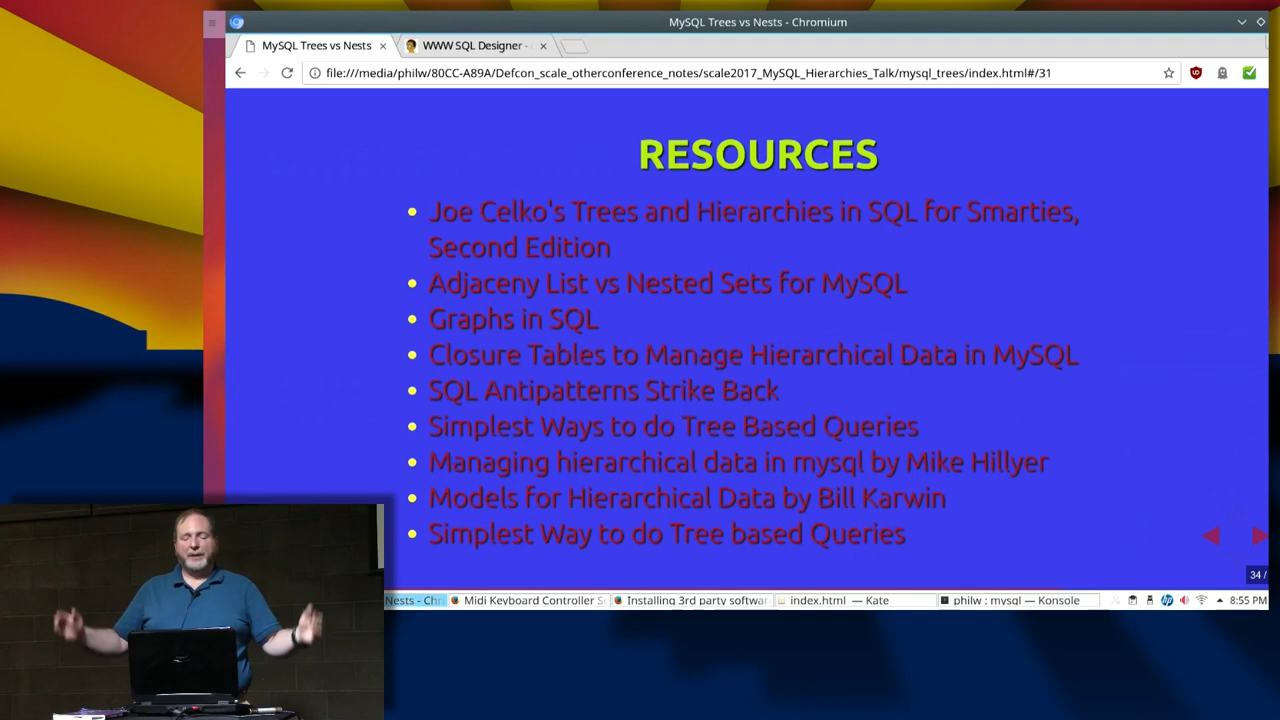 MySQL Trees vs Nests - Chromium
MySQL Trees vs Nests
WWW SQL Designer -
file:///media/philw/80CC-A89A/Defcon_scale_otherconference_notes/scale2017_MySQL_Hierarchies_Talk/mysql_trees/index.html#/31
RESOURCES
Joe Celko's Trees and Hierarchies in SQL for Smarties,
Second Edition
Adjaceny List vs Nested Sets for MySQL
Graphs in SQL
Closure Tables to Manage Hierarchical Data in MySQL
SQL Antipatterns Strike Back
Simplest Ways to do Tree Based Queries
Managing hierarchical data in mysql by Mike Hillyer
Models for Hierarchical Data by Bill Karwin
Simplest Way to do Tree based Queries
34 /
Nests - Chr
Midi Keyboard Controller S
Installing 3rd party softwar
index.html — Kate
philw : mysql — Konsole
8:55 PM